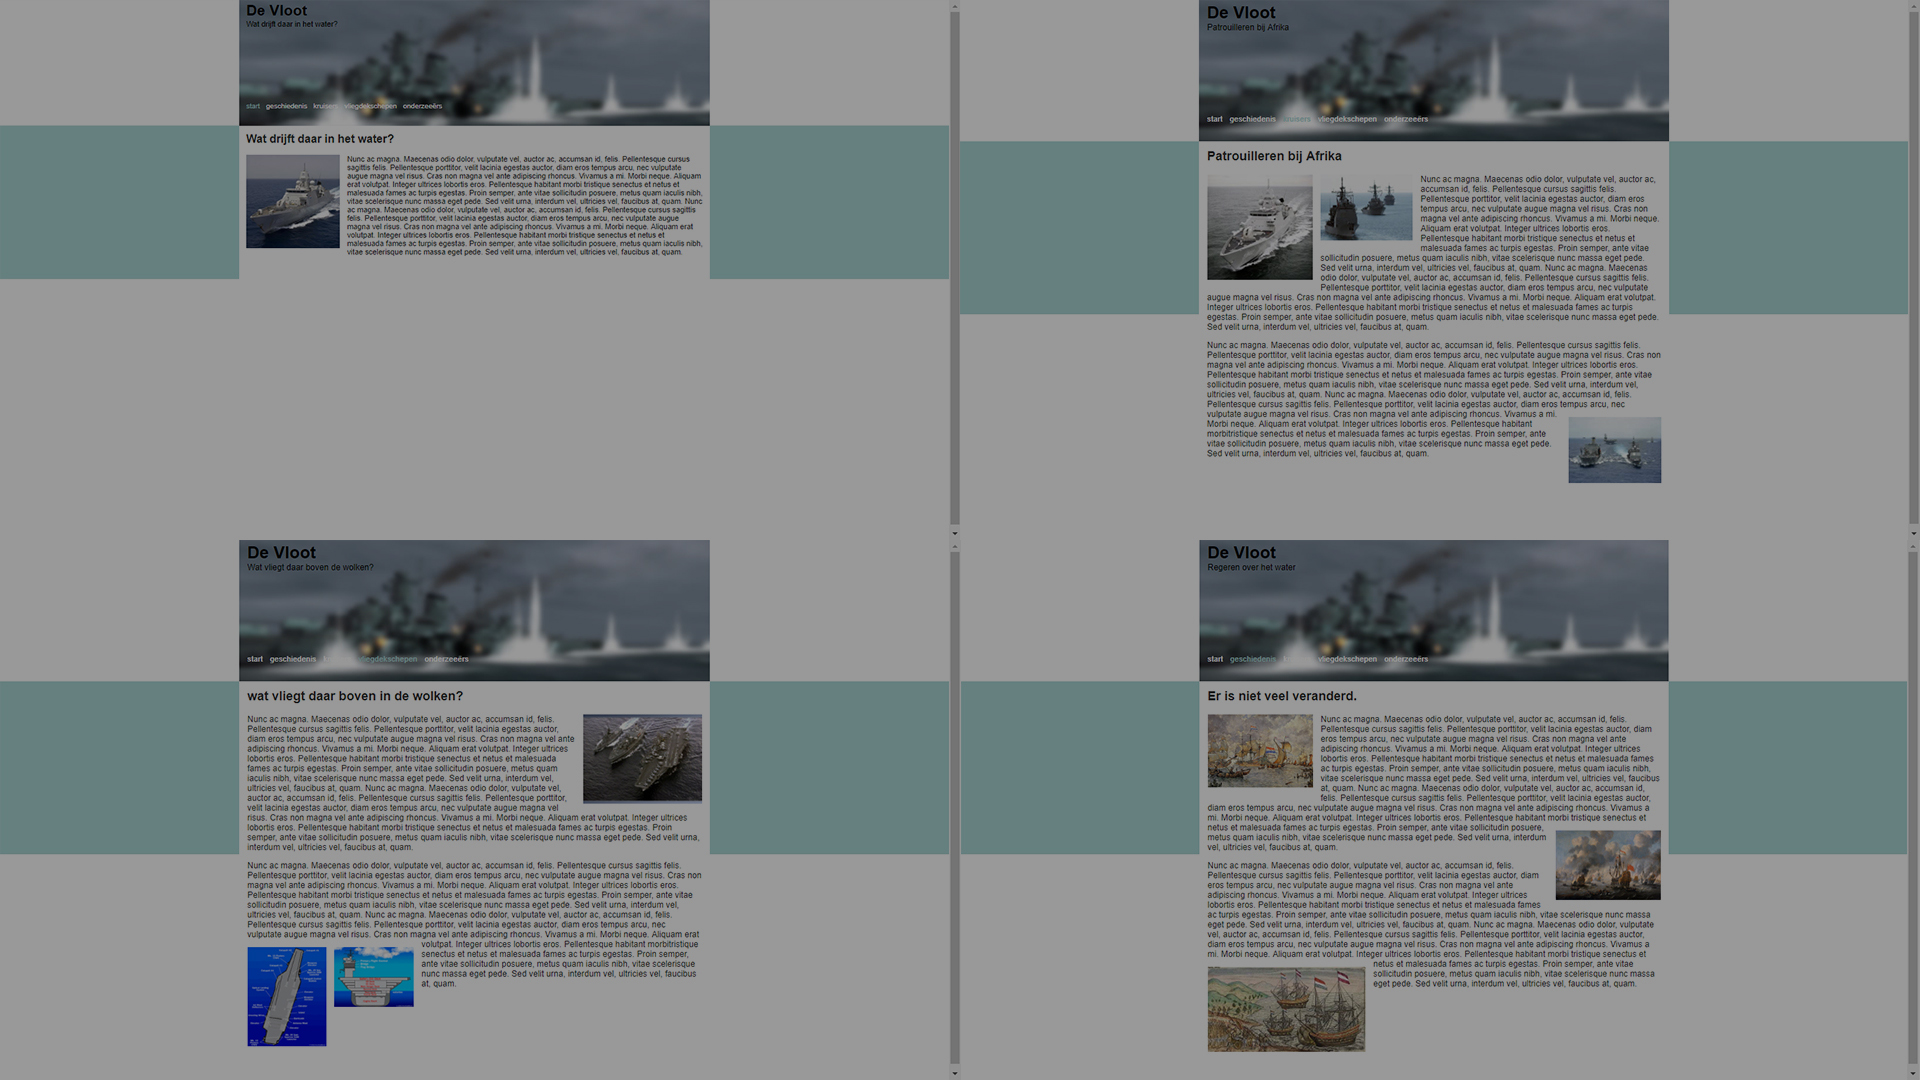 De Vloot
Wat drijft daar in het water?
start geschiedenis kruisers vliegdekschepen onderzeeërs
Wat drijft daar in het water?
Nunc ac magna. Maecenas odio dolor, vulputate vel, auctor ac, accumsan id, felis. Pellentesque cursus
sagittis felis. Pellentesque porttitor, velit lacinia egestas auctor, diam eros tempus arcu, nec vulputate
augue magna vel risus. Cras non magna vel ante adipiscing rhoncus. Vivamus a mi. Morbi neque. Aliquam
erat volutpat. Integer ultrices lobortis eros. Pellentesque habitant morbi tristique senectus et netus et
malesuada fames ac turpis egestas. Proin semper, ante vitae sollicitudin posuere, metus quam iaculis nibh,
vitae scelerisque nunc massa eget pede. Sed velit urna, interdum vel, ultricies vel, faucibus at, quam. Nunc
ac magna. Maecenas odio dolor, vulputate vel, auctor ac, accumsan id, felis. Pellentesque cursus sagittis
felis. Pellentesque porttitor, velit lacinia egestas auctor, diam eros tempus arcu, nec vulputate augue
magna vel risus. Cras non magna vel ante adipiscing rhoncus. Vivamus a mi. Morbi neque. Aliquam erat
volutpat. Integer ultrices lobortis eros. Pellentesque habitant morbi tristique senectus et netus et
malesuada fames ac turpis egestas. Proin semper, ante vitae sollicitudin posuere, metus quam iaculis nibh,
vitae scelerisque nunc massa eget pede. Sed velit urna, interdum vel, ultricies vel, faucibus at, quam.
De Vloot
Patrouilleren bij Afrika
start geschiedenis kruisers vliegdekschepen onderzeeërs
Patrouilleren bij Afrika
Nunc ac magna. Maecenas odio dolor, vulputate vel, auctor ac,
accumsan id, felis. Pellentesque cursus sagittis felis.
Pellentesque porttitor, velit lacinia egestas auctor, diam eros
tempus arcu, nec vulputate augue magna vel risus. Cras non
magna vel ante adipiscing rhoncus. Vivamus a mi. Morbi neque.
Aliquam erat volutpat. Integer ultrices lobortis eros.
Pellentesque habitant morbi tristique senectus et netus et
malesuada fames ac turpis egestas. Proin semper, ante vitae
sollicitudin posuere, metus quam iaculis nibh, vitae scelerisque nunc massa eget pede.
Sed velit urna, interdum vel, ultricies vel, faucibus at, quam. Nunc ac magna. Maecenas
odio dolor, vulputate vel, auctor ac, accumsan id, felis. Pellentesque cursus sagittis felis.
Pellentesque porttitor, velit lacinia egestas auctor, diam eros tempus arcu, nec vulputate
augue magna vel risus. Cras non magna vel ante adipiscing rhoncus. Vivamus a mi. Morbi neque. Aliquam erat volutpat.
Integer ultrices lobortis eros. Pellentesque habitant morbi tristique senectus et netus et malesuada fames ac turpis
egestas. Proin semper, ante vitae sollicitudin posuere, metus quam iaculis nibh, vitae scelerisque nunc massa eget pede.
Sed velit urna, interdum vel, ultricies vel, faucibus at, quam.
Nunc ac magna. Maecenas odio dolor, vulputate vel, auctor ac, accumsan id, felis. Pellentesque cursus sagittis felis.
Pellentesque porttitor, velit lacinia egestas auctor, diam eros tempus arcu, nec vulputate augue magna vel risus. Cras non
magna vel ante adipiscing rhoncus. Vivamus a mi. Morbi neque. Aliquam erat volutpat. Integer ultrices lobortis eros.
Pellentesque habitant morbi tristique senectus et netus et malesuada fames ac turpis egestas. Proin semper, ante vitae
sollicitudin posuere, metus quam iaculis nibh, vitae scelerisque nunc massa eget pede. Sed velit urna, interdum vel,
ultricies vel, faucibus at, quam. Nunc ac magna. Maecenas odio dolor, vulputate vel, auctor ac, accumsan id, felis.
Pellentesque cursus sagittis felis. Pellentesque porttitor, velit lacinia egestas auctor, diam eros tempus arcu, nec
vulputate augue magna vel risus. Cras non magna vel ante adipiscing rhoncus. Vivamus a mi.
Morbi neque. Aliquam erat volutpat. Integer ultrices lobortis eros. Pellentesque habitant
morbitristique senectus et netus et malesuada fames ac turpis egestas. Proin semper, ante
vitae sollicitudin posuere, metus quam iaculis nibh, vitae scelerisque nunc massa eget pede.
Sed velit urna, interdum vel, ultricies vel, faucibus at, quam.
De Vloot
Wat vliegt daar boven de wolken?
start geschiedenis vliegdekschepen onderzeeërs
wat vliegt daar boven in de wolken?
Nunc ac magna. Maecenas odio dolor, vulputate vel, auctor ac, accumsan id, felis.
Pellentesque cursus sagittis felis. Pellentesque porttitor, velit lacinia egestas auctor,
diam eros tempus arcu, nec vulputate augue magna vel risus. Cras non magna vel ante
adipiscing rhoncus. Vivamus a mi. Morbi neque. Aliquam erat volutpat. Integer ultrices
lobortis eros. Pellentesque habitant morbi tristique senectus et netus et malesuada
fames ac turpis egestas. Proin semper, ante vitae sollicitudin posuere, metus quam
iaculis nibh, vitae scelerisque nunc massa eget pede. Sed velit urna, interdum vel,
ultricies vel, faucibus at, quam. Nunc ac magna. Maecenas odio dolor, vulputate vel,
auctor ac, accumsan id, felis. Pellentesque cursus sagittis felis. Pellentesque porttitor,
velit lacinia egestas auctor, diam eros tempus arcu, nec vulputate augue magna vel
risus. Cras non magna vel ante adipiscing rhoncus. Vivamus a mi. Morbi neque. Aliquam erat volutpat. Integer ultrices
lobortis eros. Pellentesque habitant morbi tristique senectus et netus et malesuada fames ac turpis egestas. Proin
semper, ante vitae sollicitudin posuere, metus quam iaculis nibh, vitae scelerisque nunc massa eget pede. Sed velit urna,
interdum vel, ultricies vel, faucibus at, quam.
Nunc ac magna. Maecenas odio dolor, vulputate vel, auctor ac, accumsan id, felis. Pellentesque cursus sagittis felis.
Pellentesque porttitor, velit lacinia egestas auctor, diam eros tempus arcu, nec vulputate augue magna vel risus. Cras non
magna vel ante adipiscing rhoncus. Vivamus a mi. Morbi neque. Aliquam erat volutpat. Integer ultrices lobortis eros.
Pellentesque habitant morbi tristique senectus et netus et malesuada fames ac turpis egestas. Proin semper, ante vitae
sollicitudin posuere, metus quam iaculis nibh, vitae scelerisque nunc massa eget pede. Sed velit urna, interdum vel,
ultricies vel, faucibus at, quam. Nunc ac magna. Maecenas odio dolor, vulputate vel, auctor ac, accumsan id, felis.
Pellentesque cursus sagittis felis. Pellentesque porttitor, velit lacinia egestas auctor, diam eros tempus arcu, nec
vulputate augue magna vel risus. Cras non magna vel ante adipiscing rhoncus. Vivamus a mi. Morbi neque. Aliquam erat
volutpat. Integer ultrices lobortis eros. Pellentesque habitant morbitristique
senectus et netus et malesuada fames ac turpis egestas. Proin semper,
ante vitae sollicitudin posuere, metus quam iaculis nibh, vitae scelerisque
nunc massa eget pede. Sed velit urna, interdum vel, ultricies vel, faucibus
at, quam.
De Vloot
Regeren over het water
start geschiedenis vliegdekschepen onderzeeërs
Er is niet veel veranderd.
Nunc ac magna. Maecenas odio dolor, vulputate vel, auctor ac, accumsan id, felis.
Pellentesque cursus sagittis felis. Pellentesque porttitor, velit lacinia egestas auctor, diam
eros tempus arcu, nec vulputate augue magna vel risus. Cras non magna vel ante
adipiscing rhoncus. Vivamus a mi. Morbi neque. Aliquam erat volutpat. Integer ultrices
lobortis eros. Pellentesque habitant morbi tristique senectus et netus et malesuada fames
ac turpis egestas. Proin semper, ante vitae sollicitudin posuere, metus quam iaculis nibh,
vitae scelerisque nunc massa eget pede. Sed velit urna, interdum vel, ultricies vel, faucibus
at, quam. Nunc ac magna. Maecenas odio dolor, vulputate vel, auctor ac, accumsan id,
felis. Pellentesque cursus sagittis felis. Pellentesque porttitor, velit lacinia egestas auctor,
diam eros tempus arcu, nec vulputate augue magna vel risus. Cras non magna vel ante adipiscing rhoncus. Vivamus a
mi. Morbi neque. Aliquam erat volutpat. Integer ultrices lobortis eros. Pellentesque habitant morbi tristique senectus et
netus et malesuada fames ac turpis egestas. Proin semper, ante vitae sollicitudin posuere,
metus quam iaculis nibh, vitae scelerisque nunc massa eget pede. Sed velit urna, interdum
vel, ultricies vel, faucibus at, quam.
Nunc ac magna. Maecenas odio dolor, vulputate vel, auctor ac, accumsan id, felis.
Pellentesque cursus sagittis felis. Pellentesque porttitor, velit lacinia egestas auctor, diam
eros tempus arcu, nec vulputate augue magna vel risus. Cras non magna vel ante
adipiscing rhoncus. Vivamus a mi. Morbi neque. Aliquam erat volutpat. Integer ultrices
lobortis eros. Pellentesque habitant morbi tristique senectus et netus et malesuada fames
ac turpis egestas. Proin semper, ante vitae sollicitudin posuere, metus quam iaculis nibh, vitae scelerisque nunc massa
eget pede. Sed velit urna, interdum vel, ultricies vel, faucibus at, quam. Nunc ac magna. Maecenas odio dolor, vulputate
vel, auctor ac, accumsan id, felis. Pellentesque cursus sagittis felis. Pellentesque porttitor, velit lacinia egestas auctor,
diam eros tempus arcu, nec vulputate augue magna vel risus. Cras non magna vel ante adipiscing rhoncus. Vivamus a
mi. Morbi neque. Aliquam erat volutpat. Integer ultrices lobortis eros. Pellentesque habitant morbitristique senectus et
netus et malesuada fames ac turpis egestas. Proin semper, ante vitae
sollicitudin posuere, metus quam iaculis nibh, vitae scelerisque nunc massa
eget pede. Sed velit urna, interdum vel, ultricies vel, faucibus at, quam.